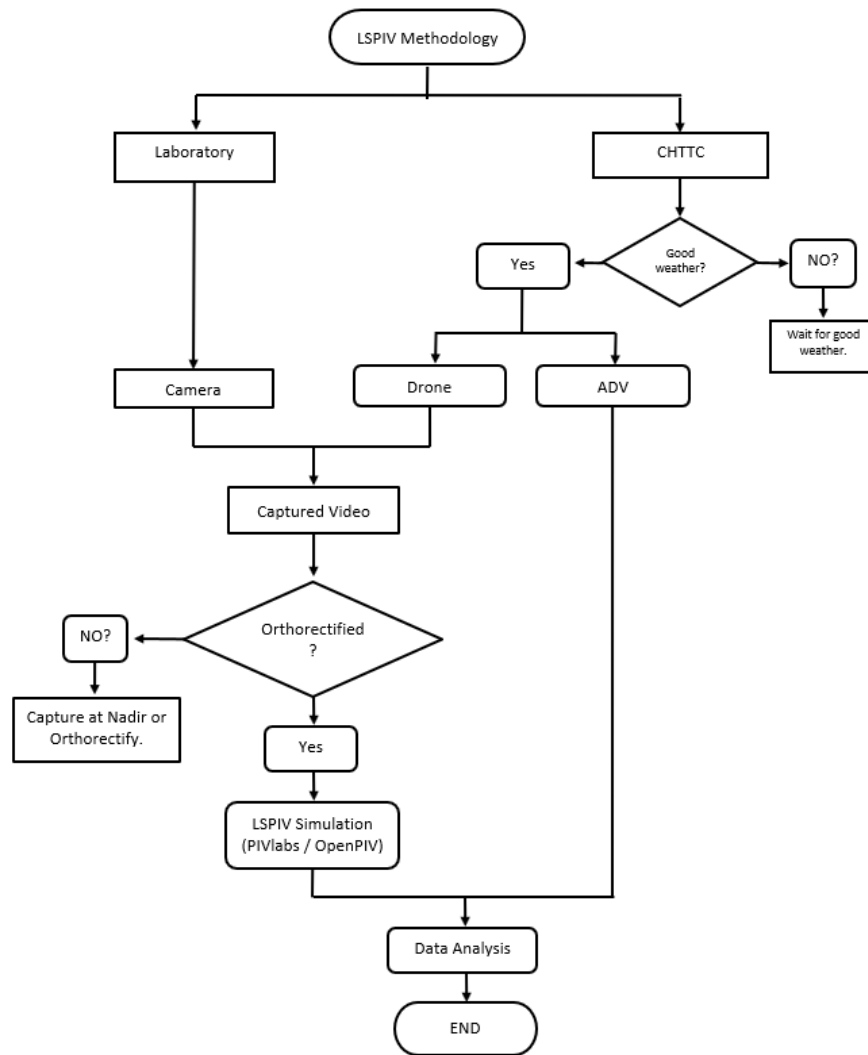 LSPIV Methodology
Laboratory
CHTTC
Good
weather?
Yes
NO?
Wait for good
weather.
Camera
Drone
ADV
Captured Video
Orthorectified
?
NO?
Capture at Nadir or
Orthorectify.
Yes
LSPIV Simulation
(PIVlabs / OpenPIV)
Data Analysis
END